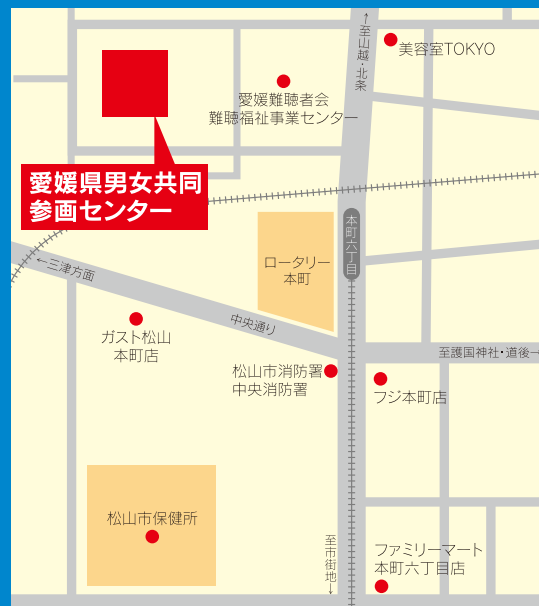 ←至山越・北条
美容室TOKYO
愛媛難聴者会
難聴福祉事業センター
愛媛県男女共同
参画センター
本町六丁目
ロータリー
本町
←三津方面
中央通り
ガスト松山
本町店
至護国神社・道後→
松山市消防署
中央消防署
フジ本町店
松山市保健所
至市街地→
ファミリーマート
本町六丁目店